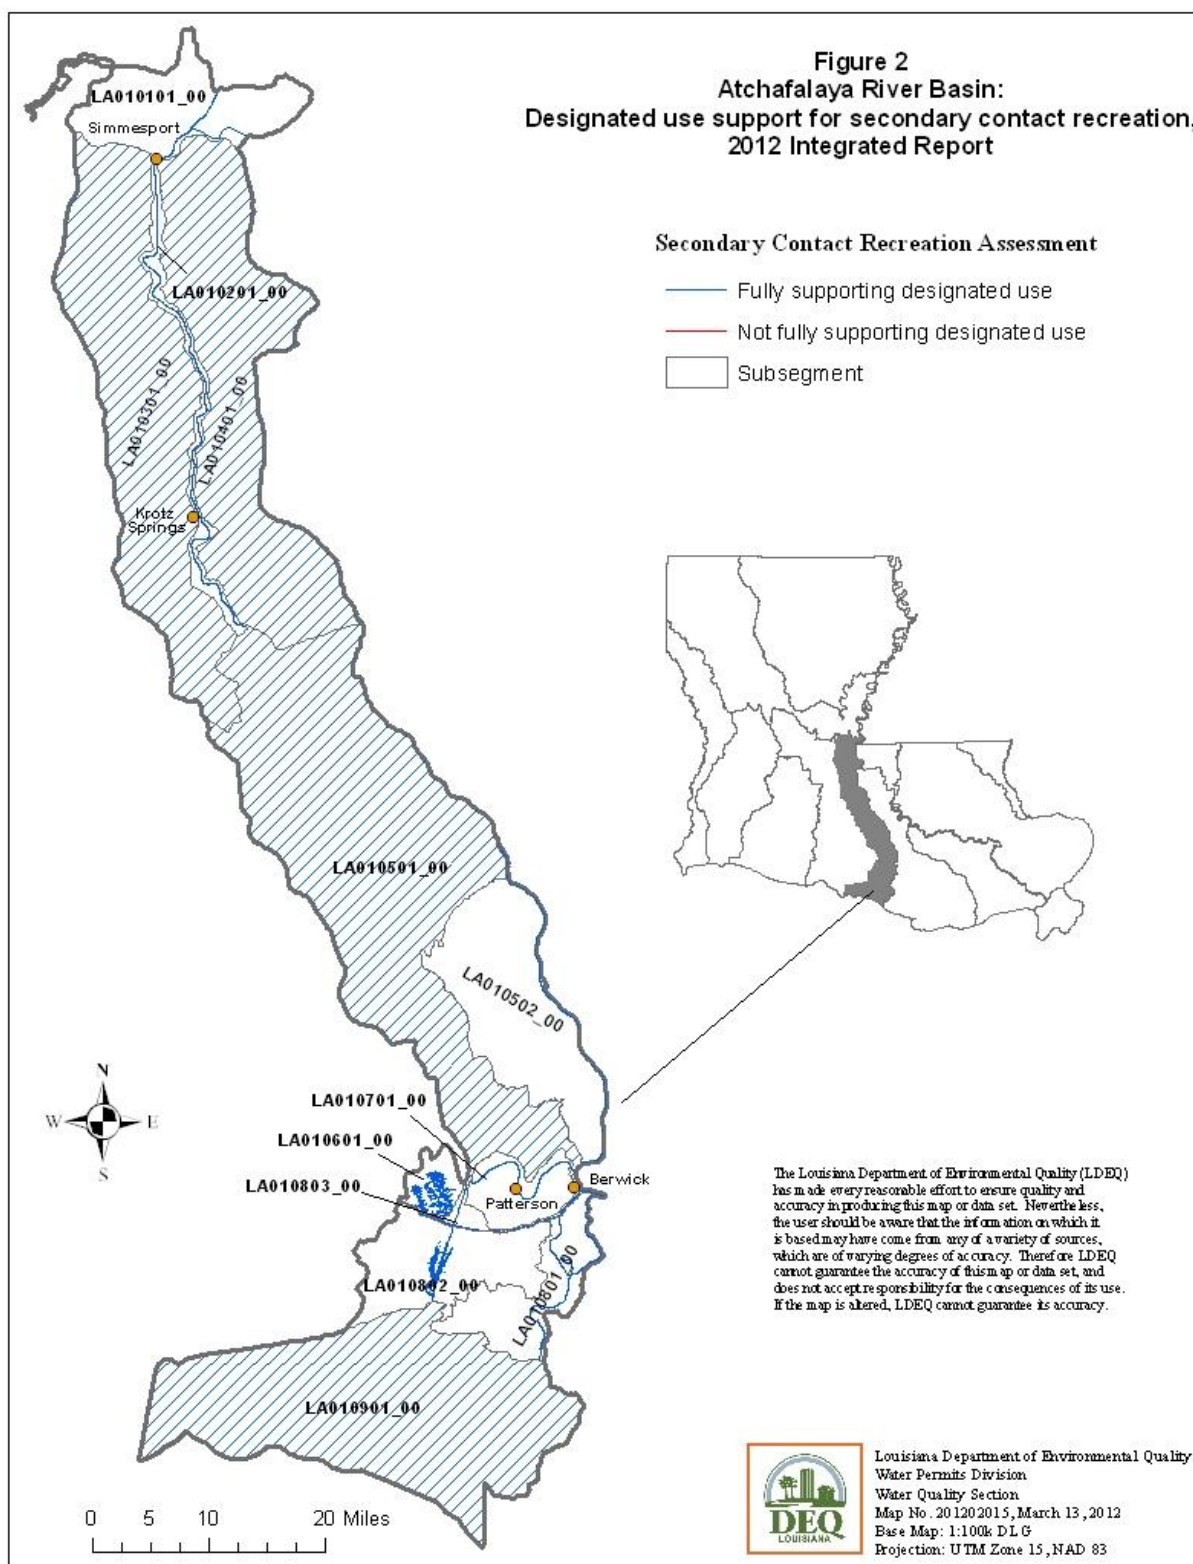 Figure 2
Atchafalaya River Basin:
Designated use support for secondary contact recreation,
2012 Integrated Report
Secondary Contact Recreation Assessment
Fully supporting designated use
Not fully supporting designated use
Subsegment
LA010101_00
Simmesport
LA010201_00
LA010301_00
LA010401_00
Krotz
Springs
LA010501_00
LA010502_00
LA010701_00
LA010601_00
LA010803_00
Patterson
Berwick
LA010802_00
LA010801_00
LA010901_00
N
W
E
S
The Louisiana Department of Environmental Quality (LDEQ)
has made every reasonable effort to ensure quality and
accuracy in producing this map or data set. Nevertheless,
the user should be aware that the information on which it
is based may have come from any of a variety of sources,
which are of varying degrees of accuracy. Therefore LDEQ
cannot guarantee the accuracy of this map or data set, and
does not accept responsibility for the consequences of its use.
If the map is altered, LDEQ cannot guarantee its accuracy.
0 5 10 20 Miles
DEQ
LOUISIANA
Louisiana Department of Environmental Quality
Water Permits Division
Water Quality Section
Map No. 201202015, March 13, 2012
Base Map: 1:100k DLG
Projection: UTM Zone 15, NAD 83